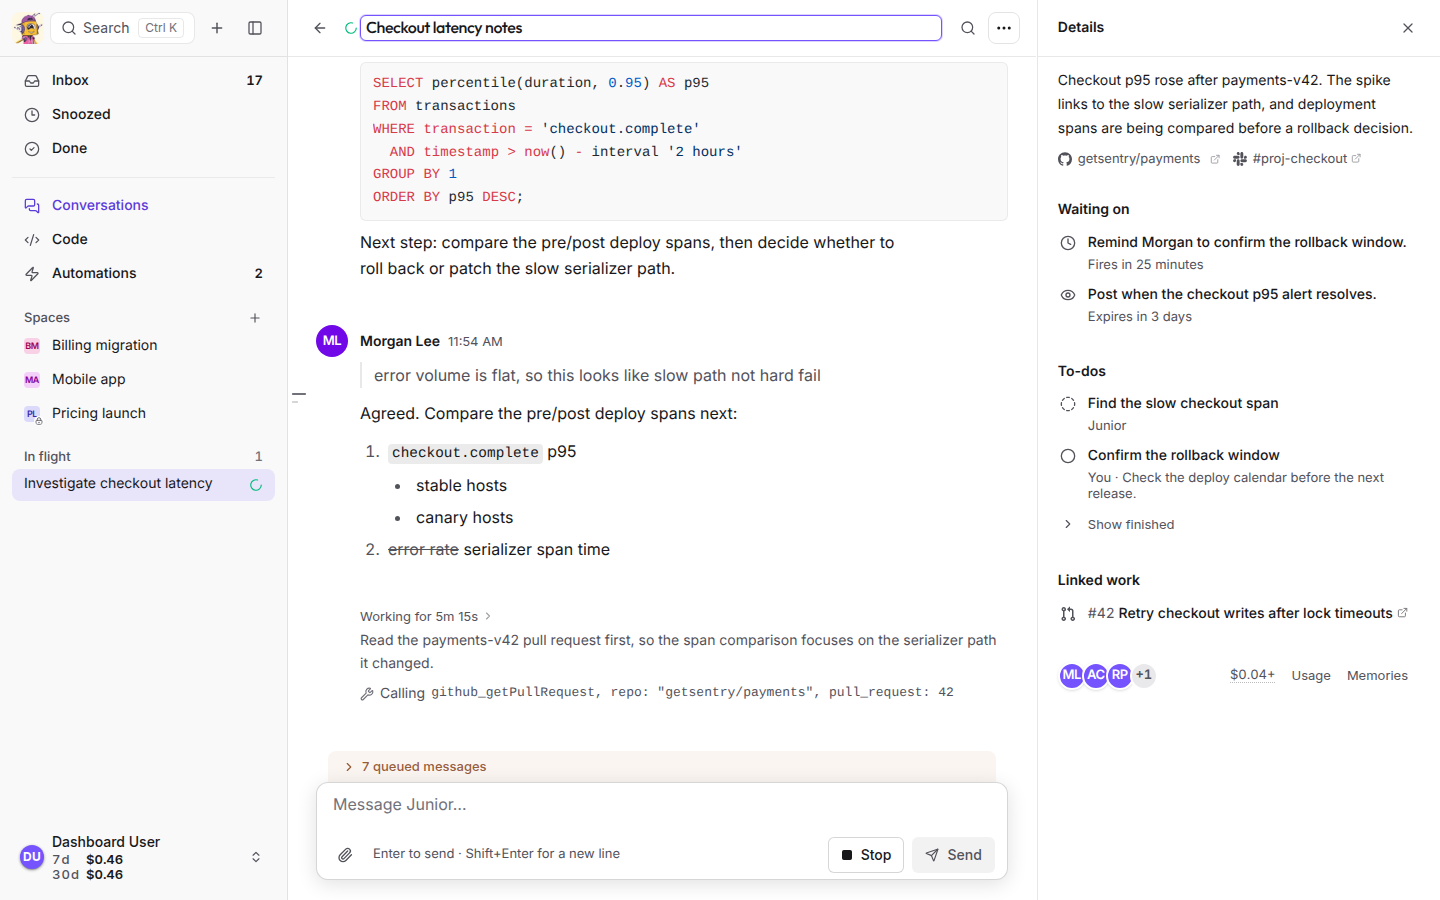 Search Ctrl K
Inbox 17
Snoozed
Done
Conversations
Code
Automations 2
Spaces
BM Billing migration
MA Mobile app
PL Pricing launch
In flight 1
Investigate checkout latency
DU Dashboard User
7d $0.46
30d $0.46
Checkout latency notes
SELECT percentile(duration, 0.95) AS p95
FROM transactions
WHERE transaction = 'checkout.complete'
AND timestamp > now() - interval '2 hours'
GROUP BY 1
ORDER BY p95 DESC;
Next step: compare the pre/post deploy spans, then decide whether to
roll back or patch the slow serializer path.
ML Morgan Lee 11:54 AM
error volume is flat, so this looks like slow path not hard fail
Agreed. Compare the pre/post deploy spans next:
1. checkout.complete p95
• stable hosts
• canary hosts
2. error rate serializer span time
Working for 5m 15s
Read the payments-v42 pull request first, so the span comparison focuses on the serializer path
it changed.
Calling github_getPullRequest, repo: "getsentry/payments", pull_request: 42
7 queued messages
Message Junior...
Enter to send · Shift+Enter for a new line
Stop
Send
Details
Checkout p95 rose after payments-v42. The spike
links to the slow serializer path, and deployment
spans are being compared before a rollback decision.
getsentry/payments #proj-checkout
Waiting on
Remind Morgan to confirm the rollback window.
Fires in 25 minutes
Post when the checkout p95 alert resolves.
Expires in 3 days
To-dos
Find the slow checkout span
Junior
Confirm the rollback window
You · Check the deploy calendar before the next
release.
Show finished
Linked work
#42 Retry checkout writes after lock timeouts
ML AC RP +1 $0.04+ Usage Memories